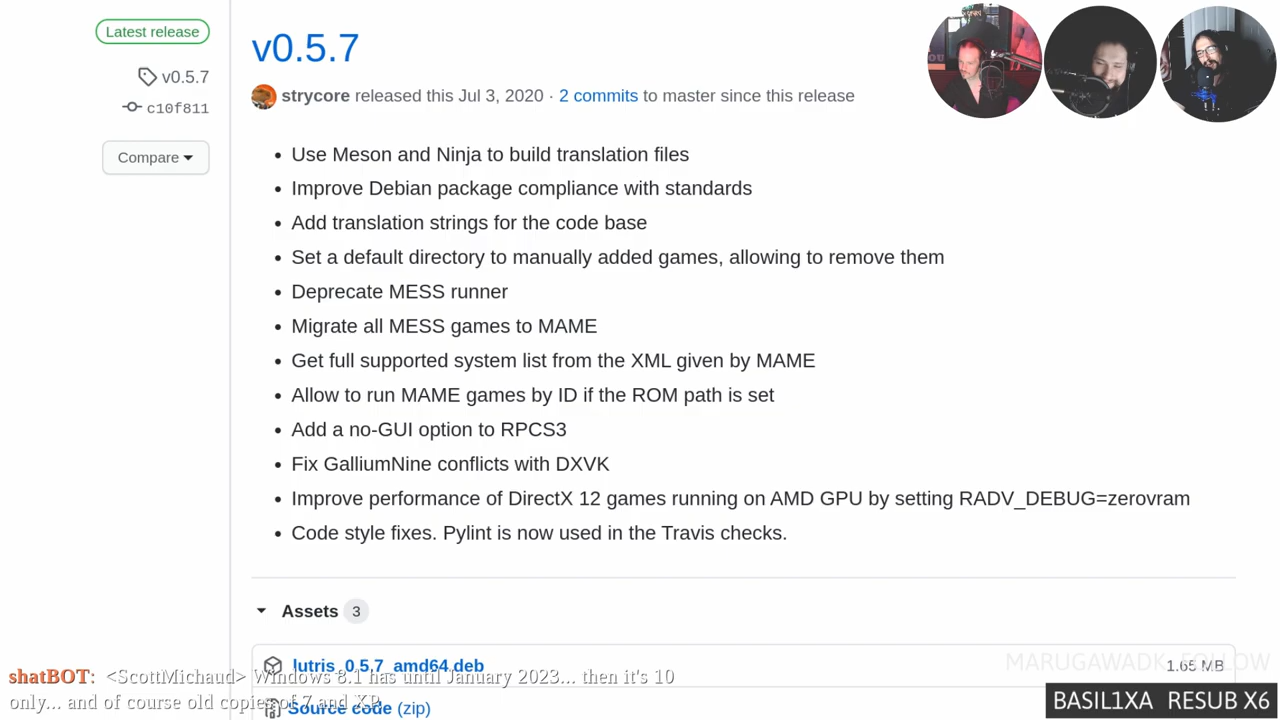 Latest release
v0.5.7
v0.5.7
strycore released this Jul 3, 2020 · 2 commits to master since this release
c10f811
Compare
Use Meson and Ninja to build translation files
Improve Debian package compliance with standards
Add translation strings for the code base
Set a default directory to manually added games, allowing to remove them
Deprecate MESS runner
Migrate all MESS games to MAME
Get full supported system list from the XML given by MAME
Allow to run MAME games by ID if the ROM path is set
Add a no-GUI option to RPCS3
Fix GalliumNine conflicts with DXVK
Improve performance of DirectX 12 games running on AMD GPU by setting RADV_DEBUG=zerovram
Code style fixes. Pylint is now used in the Travis checks.
Assets 3
lutris_0.5.7_amd64.deb
1.65 MB
MARUGAWADK FOLLOW
shatBOT: <ScottMichaud> Windows 8.1 has until January 2023... then it's 10
only... and of course old copies of 7 and XP.
Source code (zip)
BASIL1XA RESUB X6